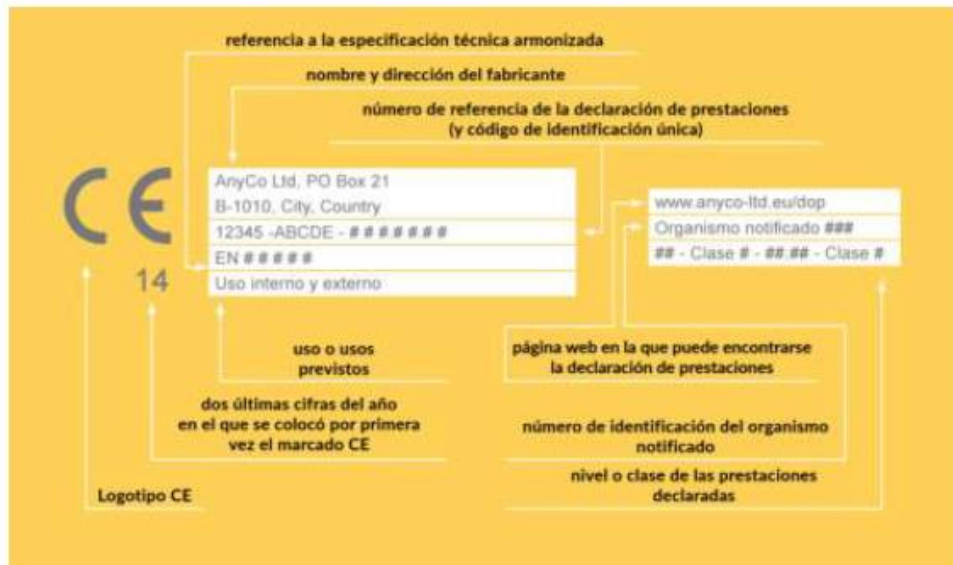 referencia a la especificación técnica armonizada
nombre y dirección del fabricante
número de referencia de la declaración de prestaciones
(y código de identificación única)
CE
14
AnyCo Ltd, PO Box 21
B-1010, City, Country
12345 -ABCDE - # # # # # # #
EN # # # # #
Uso interno y externo
www.anyco-ltd.eu/dop
Organismo notificado ###
## - Clase # - ##.## - Clase #
uso o usos
previstos
dos últimas cifras del año
en el que se colocó por primera
vez el marcado CE
Logotipo CE
página web en la que puede encontrarse
la declaración de prestaciones
número de identificación del organismo
notificado
nivel o clase de las prestaciones
declaradas